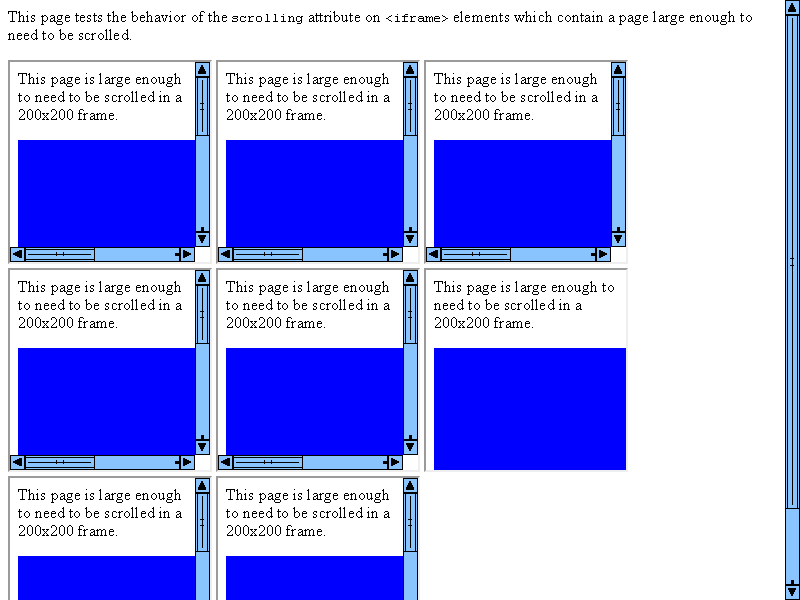 This page tests the behavior of the scrolling attribute on <iframe> elements which contain a page large enough to
need to be scrolled.
This page is large enough
to need to be scrolled in a
200x200 frame.
This page is large enough
to need to be scrolled in a
200x200 frame.
This page is large enough
to need to be scrolled in a
200x200 frame.
This page is large enough
to need to be scrolled in a
200x200 frame.
This page is large enough
to need to be scrolled in a
200x200 frame.
This page is large enough to
need to be scrolled in a
200x200 frame.
This page is large enough
to need to be scrolled in a
200x200 frame.
This page is large enough
to need to be scrolled in a
200x200 frame.